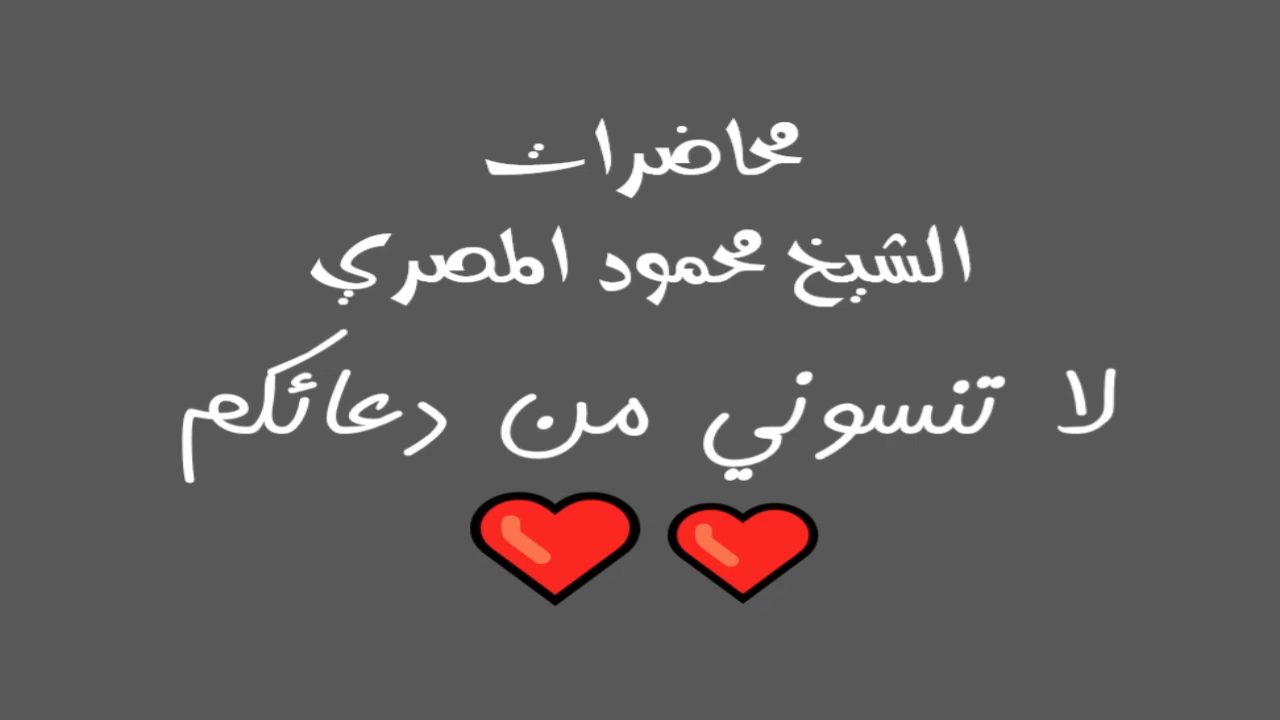 محاضرات
الشيخ محمود المصري
لا تنسوني من دعائكم